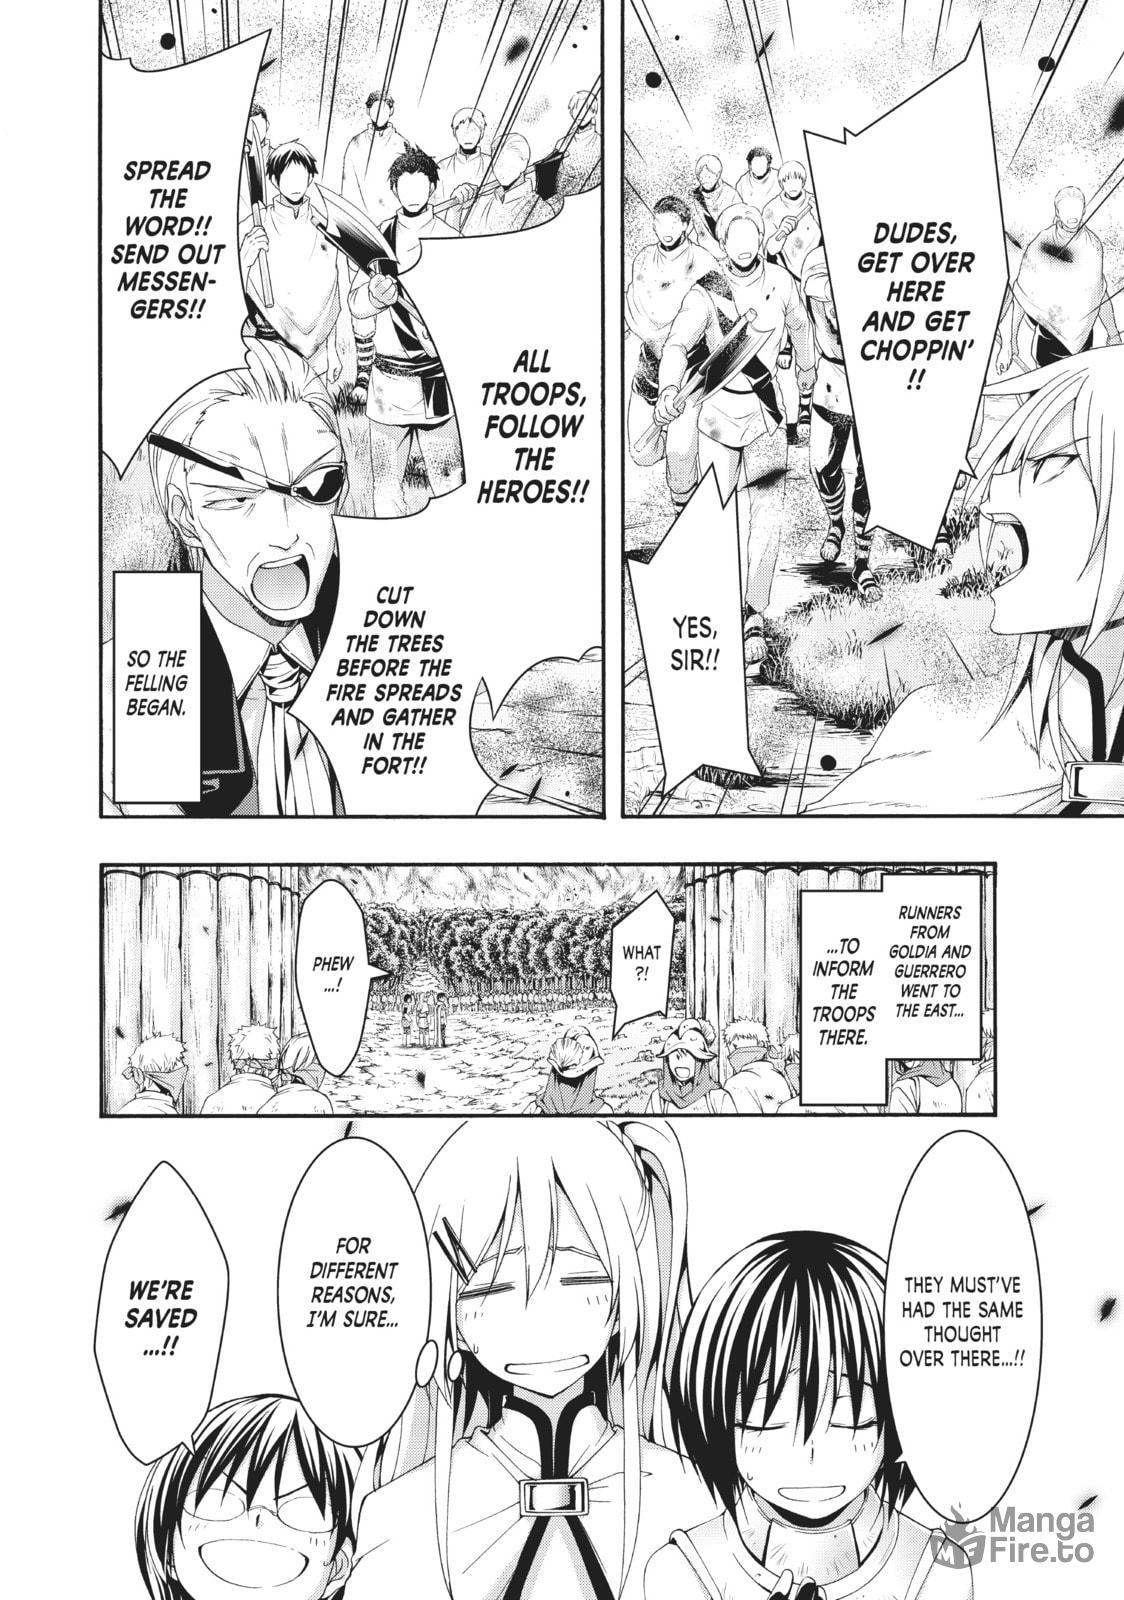 DUDES,
GET OVER
HERE
AND GET
CHOPPIN'
!!
YES,
SIR!!
ALL
TROOPS,
FOLLOW
THE
HEROES!!
SPREAD
THE
WORD!!
SEND OUT
MESSEN-
GERS!!
CUT
DOWN
THE TREES
BEFORE THE
FIRE SPREADS
AND GATHER
IN THE
FORT!!
SO THE
FELLING
BEGAN.
RUNNERS
FROM
GOLDIA AND
GUERRERO
WENT TO
THE EAST...
...TO
INFORM
THE
TROOPS
THERE.
WHAT
?!
PHEW
...!
THEY MUST'VE
HAD THE SAME
THOUGHT
OVER THERE...!!
FOR
DIFFERENT
REASONS,
I'M SURE...
WE'RE
SAVED
...!!
MF
Manga
Fire.to